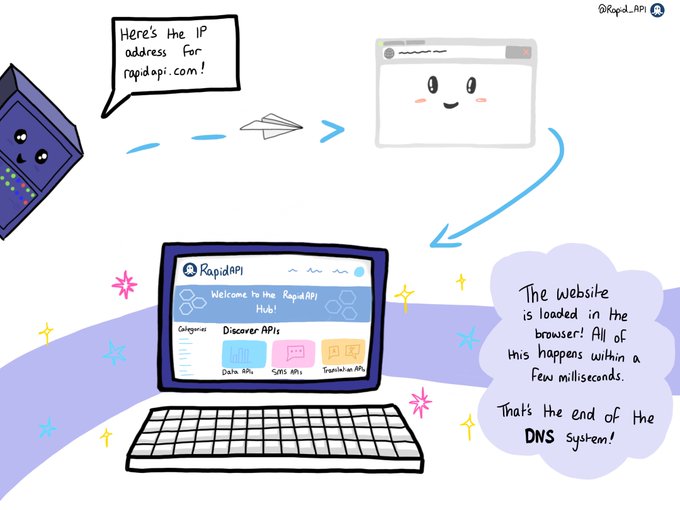 @Rapid_API
Here's the IP
address for
rapidapi.com!
RapidAPI
Welcome to the RapidAPI
Hub!
Categories
Discover APIs
Data APIs
SMS APIs
Translation APIs
The website
is loaded in the
browser! All of
this happens within a
few milliseconds.
That's the end of the
DNS system!